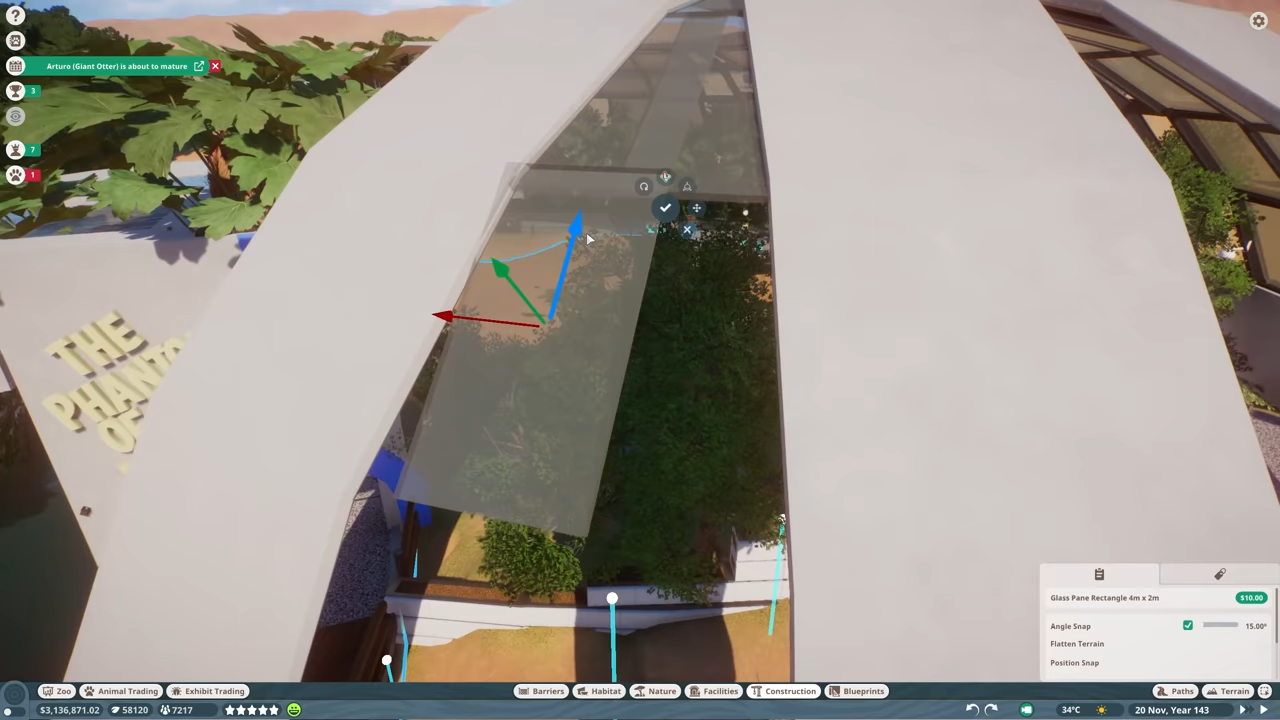 ?
Arturo (Giant Otter) is about to mature
3
7
1
THE
PHANTO
OF
Glass Pane Rectangle 4m x 2m
$10.00
Angle Snap
15.00°
Flatten Terrain
Position Snap
Zoo
Animal Trading
Exhibit Trading
Barriers
Habitat
Nature
Facilities
Construction
Blueprints
Paths
Terrain
$3,136,871.02
58120
7217
34°C
20 Nov, Year 143